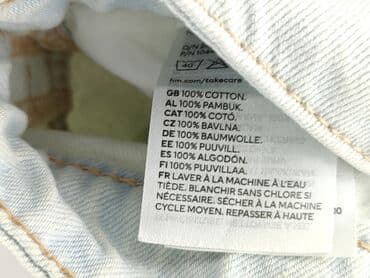 40
hm.com/takecare
GB 100% COTTON.
AL 100% PAMBUK.
CAT 100% COTÓ.
CZ 100% BAVLNA.
DE 100% BAUMWOLLE.
EE 100% PUUVILL.
ES 100% ALGODÓN.
FI 100% PUUVILLAA.
FR LAVER À LA MACHINE À L'EAU
TIÈDE. BLANCHIR SANS CHLORE SI
NÉCESSAIRE. SÉCHER À LA MACHINE
CYCLE MOYEN. REPASSER À HAUTE